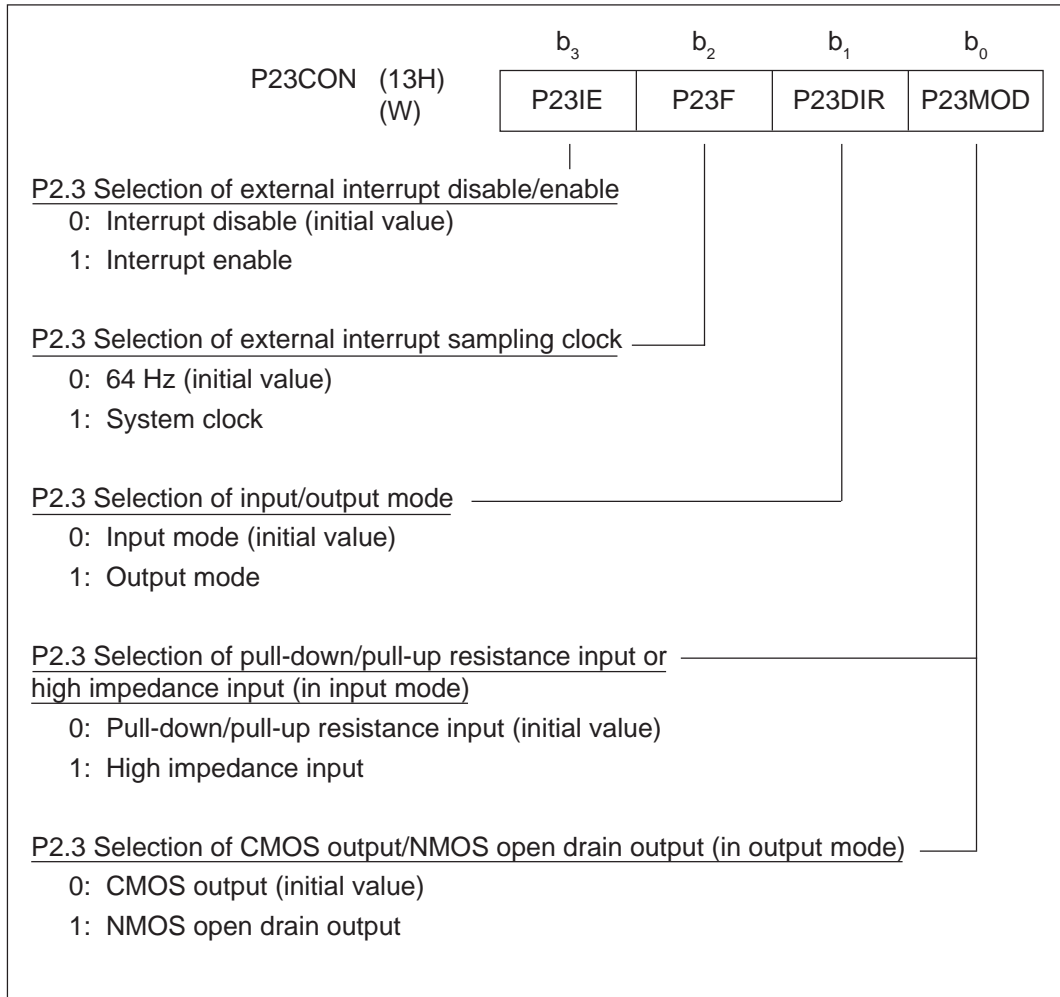 b3 b2 b1 b0
P23CON (13H)
(W)
P23IE P23F P23DIR P23MOD
P2.3 Selection of external interrupt disable/enable
0: Interrupt disable (initial value)
1: Interrupt enable
P2.3 Selection of external interrupt sampling clock
0: 64 Hz (initial value)
1: System clock
P2.3 Selection of input/output mode
0: Input mode (initial value)
1: Output mode
P2.3 Selection of pull-down/pull-up resistance input or
high impedance input (in input mode)
0: Pull-down/pull-up resistance input (initial value)
1: High impedance input
P2.3 Selection of CMOS output/NMOS open drain output (in output mode)
0: CMOS output (initial value)
1: NMOS open drain output